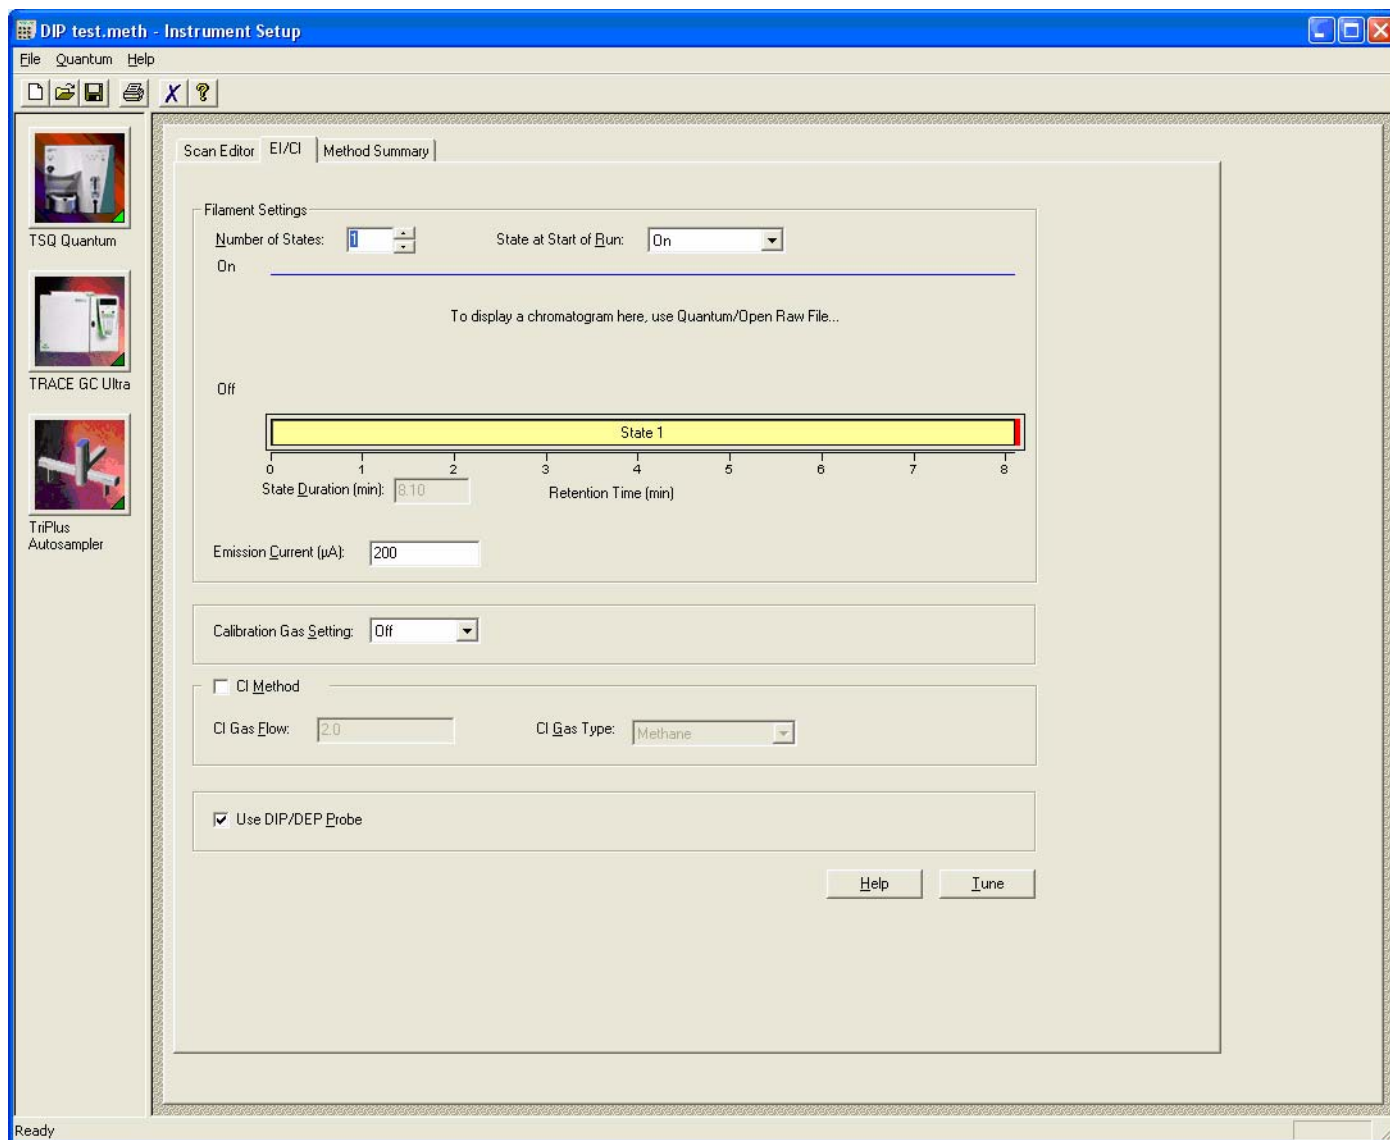 DIP test.meth - Instrument Setup
File Quantum Help
TSQ Quantum
TRACE GC Ultra
TriPlus
Autosampler
Scan Editor EI/CI Method Summary
Filament Settings
Number of States: 1 State at Start of Run: On
On
To display a chromatogram here, use Quantum/Open Raw File...
Off
State 1
0 1 2 3 4 5 6 7 8
State Duration (min): 8.10 Retention Time (min)
Emission Current (µA): 200
Calibration Gas Setting: Off
CI Method
CI Gas Flow: 2.0 CI Gas Type: Methane
Use DIP/DEP Probe
Help Tune
Ready